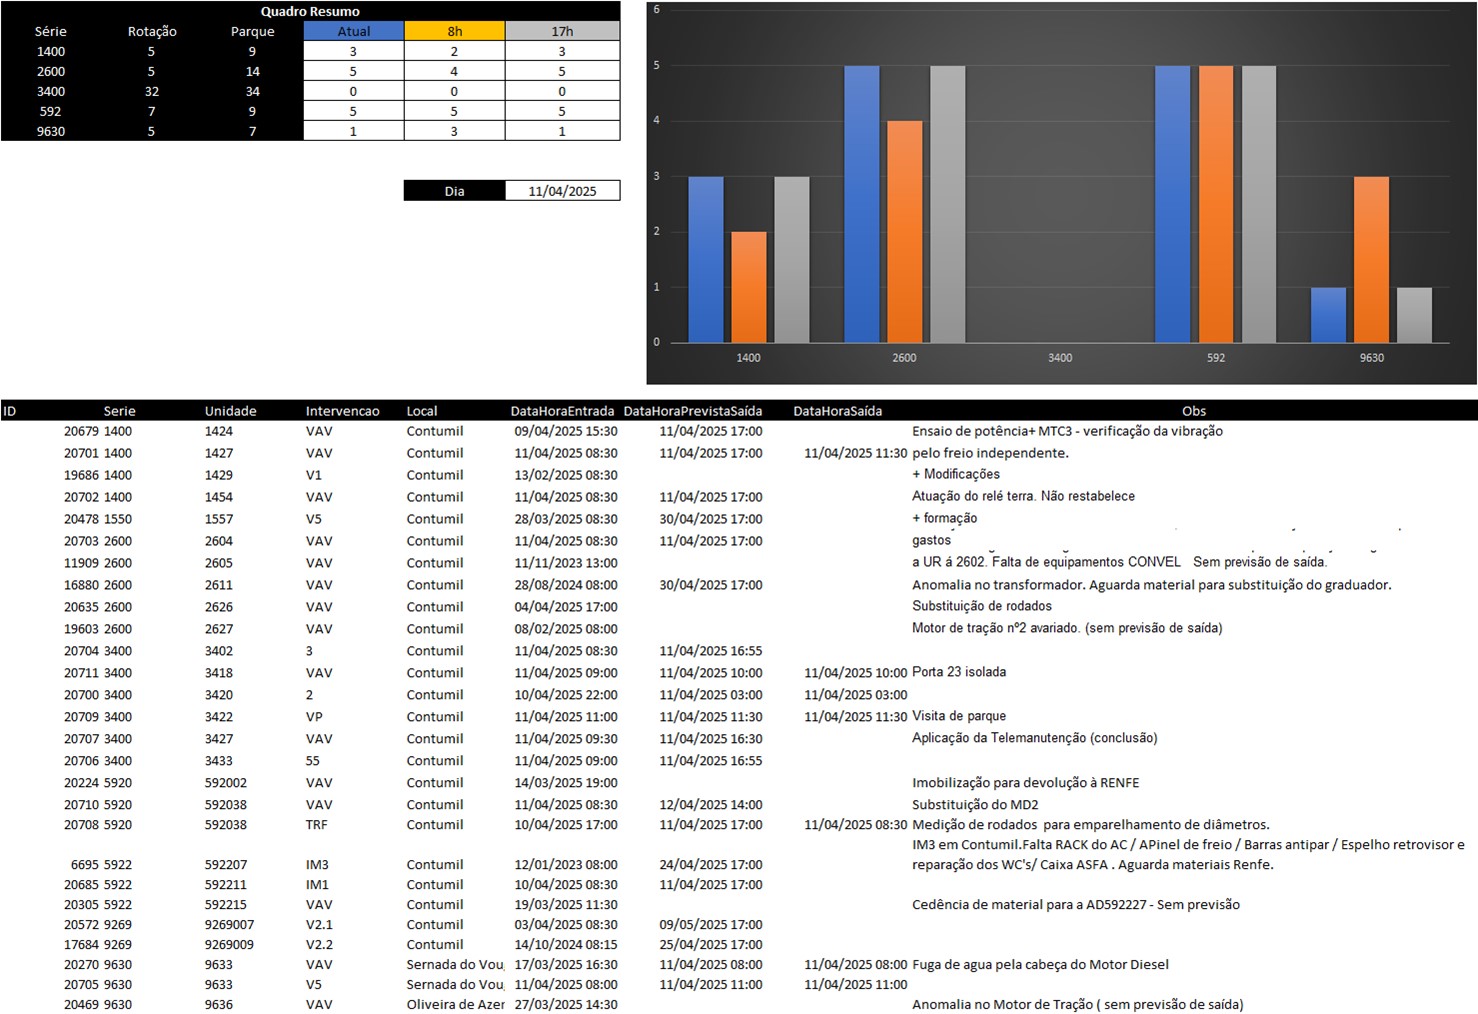 Quadro Resumo
Série Rotação Parque Atual 8h 17h
1400 5 9 3 2 3
2600 5 14 5 4 5
3400 32 34 0 0 0
592 7 9 5 5 5
9630 5 7 1 3 1
Dia 11/04/2025
6
5
4
3
2
1
0
1400 2600 3400 592 9630
ID Serie Unidade Intervencao Local DataHoraEntrada DataHoraPrevistaSaída DataHoraSaída Obs
20679 1400 1424 VAV Contumil 09/04/2025 15:30 11/04/2025 17:00 Ensaio de potência+ MTC3 - verificação da vibração
20701 1400 1427 VAV Contumil 11/04/2025 08:30 11/04/2025 17:00 11/04/2025 11:30 pelo freio independente.
19686 1400 1429 V1 Contumil 13/02/2025 08:30 + Modificações
20702 1400 1454 VAV Contumil 11/04/2025 08:30 11/04/2025 17:00 Atuação do relé terra. Não restabelece
20478 1550 1557 V5 Contumil 28/03/2025 08:30 30/04/2025 17:00 + formação
20703 2600 2604 VAV Contumil 11/04/2025 08:30 11/04/2025 17:00 gastos
11909 2600 2605 VAV Contumil 11/11/2023 13:00 a UR á 2602. Falta de equipamentos CONVEL Sem previsão de saída.
16880 2600 2611 VAV Contumil 28/08/2024 08:00 30/04/2025 17:00 Anomalia no transformador. Aguarda material para substituição do graduador.
20635 2600 2626 VAV Contumil 04/04/2025 17:00 Substituição de rodados
19603 2600 2627 VAV Contumil 08/02/2025 08:00 Motor de tração nº2 avariado. (sem previsão de saída)
20704 3400 3402 3 Contumil 11/04/2025 08:30 11/04/2025 16:55
20711 3400 3418 VAV Contumil 11/04/2025 09:00 11/04/2025 10:00 11/04/2025 10:00 Porta 23 isolada
20700 3400 3420 2 Contumil 10/04/2025 22:00 11/04/2025 03:00 11/04/2025 03:00
20709 3400 3422 VP Contumil 11/04/2025 11:00 11/04/2025 11:30 11/04/2025 11:30 Visita de parque
20707 3400 3427 VAV Contumil 11/04/2025 09:30 11/04/2025 16:30 Aplicação da Telemanutenção (conclusão)
20706 3400 3433 55 Contumil 11/04/2025 09:00 11/04/2025 16:55
20224 5920 592002 VAV Contumil 14/03/2025 19:00 Imobilização para devolução à RENFE
20710 5920 592038 VAV Contumil 11/04/2025 08:30 12/04/2025 14:00 Substituição do MD2
20708 5920 592038 TRF Contumil 10/04/2025 17:00 11/04/2025 17:00 11/04/2025 08:30 Medição de rodados para emparelhamento de diâmetros.
IM3 em Contumil.Falta RACK do AC / APinel de freio / Barras antipar / Espelho retrovisor e
6695 5922 592207 IM3 Contumil 12/01/2023 08:00 24/04/2025 17:00 reparação dos WC's/ Caixa ASFA . Aguarda materiais Renfe.
20685 5922 592211 IM1 Contumil 10/04/2025 08:30 11/04/2025 17:00
20305 5922 592215 VAV Contumil 19/03/2025 11:30 Cedência de material para a AD592227 - Sem previsão
20572 9269 9269007 V2.1 Contumil 03/04/2025 08:30 09/05/2025 17:00
17684 9269 9269009 V2.2 Contumil 14/10/2024 08:15 25/04/2025 17:00
20270 9630 9633 VAV Sernada do Vou 17/03/2025 16:30 11/04/2025 08:00 11/04/2025 08:00 Fuga de agua pela cabeça do Motor Diesel
20705 9630 9633 V5 Sernada do Vou 11/04/2025 08:00 11/04/2025 11:00 11/04/2025 11:00
20469 9630 9636 VAV Oliveira de Azer 27/03/2025 14:30 Anomalia no Motor de Tração ( sem previsão de saída)